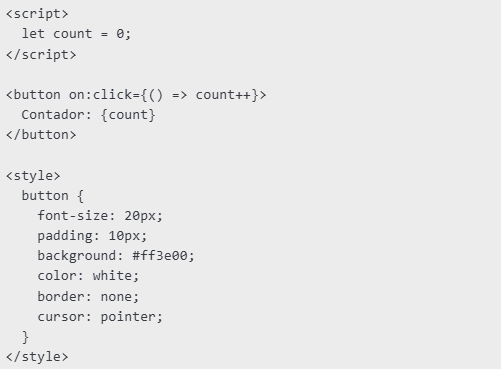 <script>
  let count = 0;
</script>

<button on:click={() => count++}>
  Contador: {count}
</button>

<style>
  button {
    font-size: 20px;
    padding: 10px;
    background: #ff3e00;
    color: white;
    border: none;
    cursor: pointer;
  }
</style>